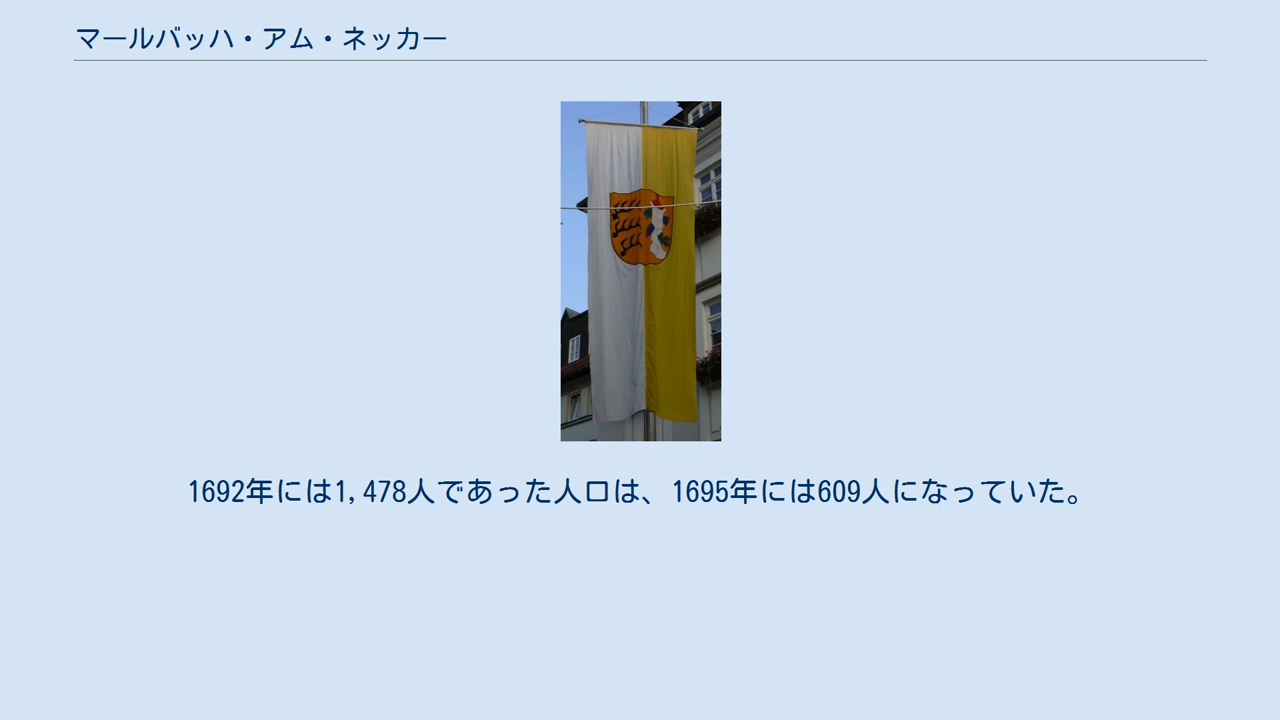 マールバッハ・アム・ネッカー
1692年には1,478人であった人口は、1695年には609人になっていた。